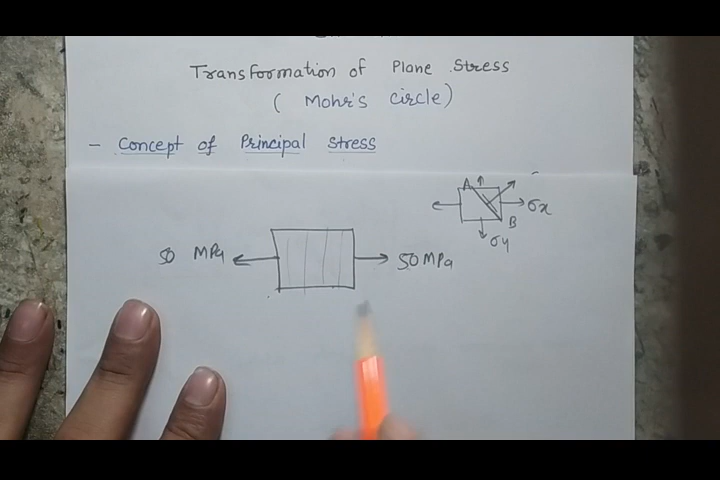 Transformation of Plane Stress
( Mohr's circle)
- Concept of Principal stress
A
σx
B
σy
50 MPa
50 MPa